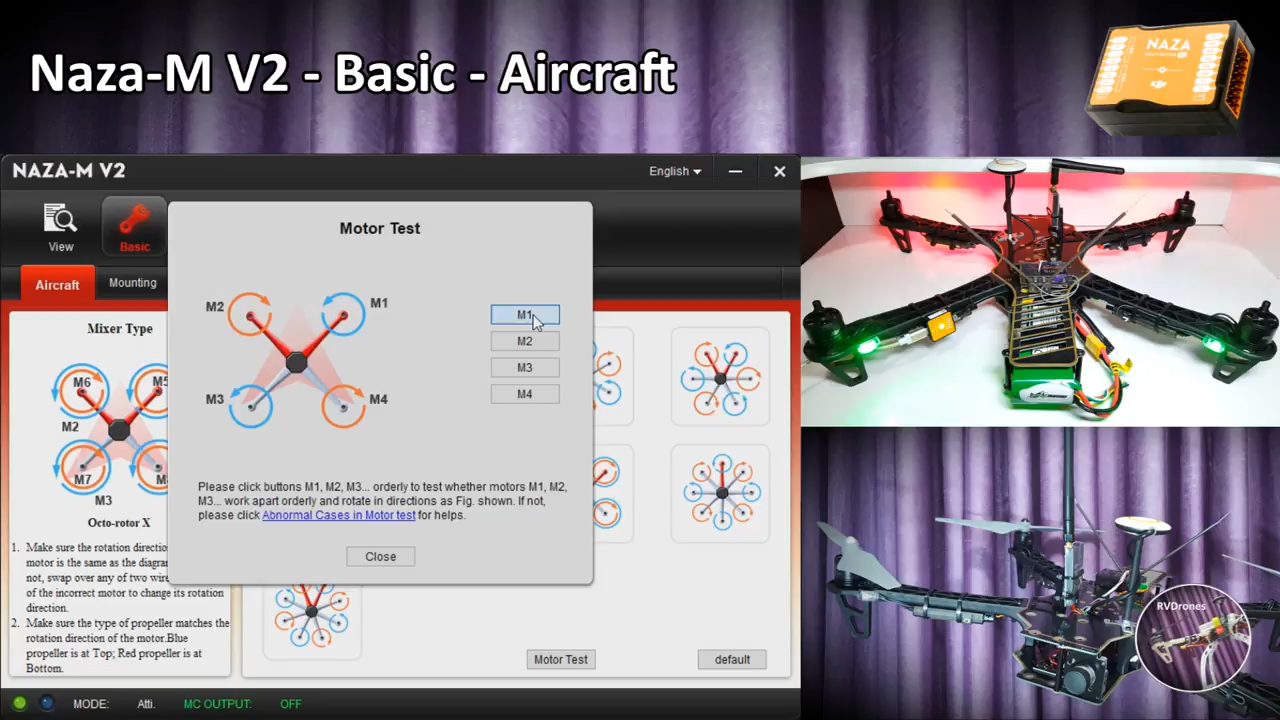 Naza-M V2 - Basic - Aircraft
NAZA
NAZA-M V2
English
View
Basic
Aircraft
Mounting
Motor Test
M2
M1
M3
M4
M1
M2
M3
M4
Please click buttons M1, M2, M3... orderly to test whether motors M1, M2,
M3... work apart orderly and rotate in directions as Fig. shown. If not,
please click Abnormal Cases in Motor test for helps.
Close
Mixer Type
M6
M5
M2
M7
M3
Octo-rotor X
1. Make sure the rotation directio
motor is the same as the diagra
not, swap over any of two wire
of the incorrect motor to change its rotation
direction.
2. Make sure the type of propeller matches the
rotation direction of the motor.Blue
propeller is at Top; Red propeller is at
Bottom.
Motor Test
default
MODE: Atti. MC OUTPUT: OFF
RVDrones